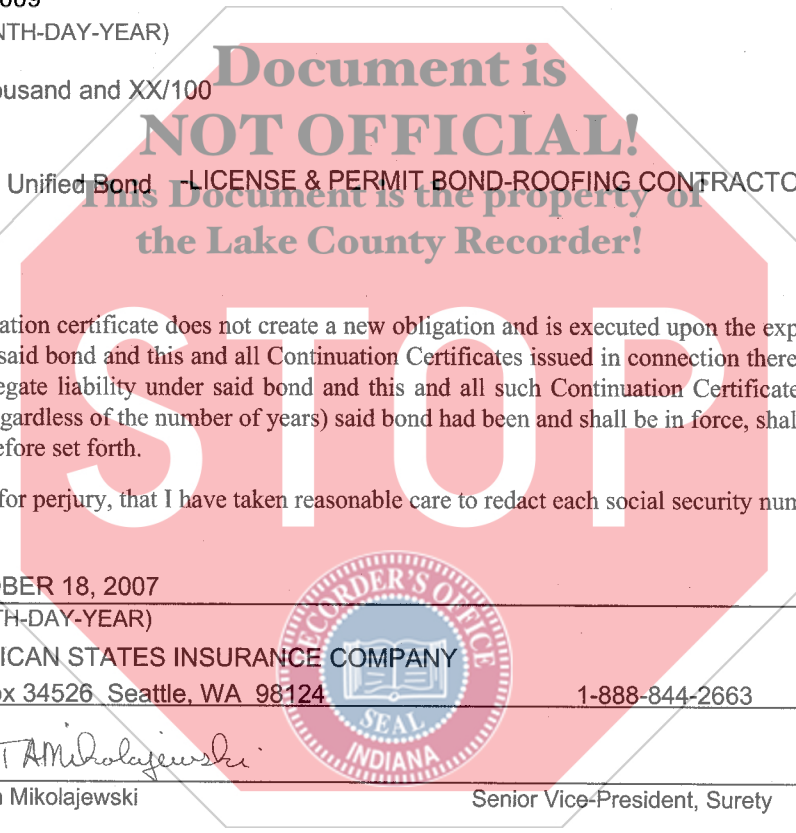 009
NTH-DAY-YEAR)
Document is
ousand and XX/100
NOT OFFICIAL!
Unified Bond -LICENSE & PERMIT BOND-ROOFING CONTRACTO
This Document is the property of
the Lake County Recorder!
ation certificate does not create a new obligation and is executed upon the exp
said bond and this and all Continuation Certificates issued in connection there
egate liability under said bond and this and all such Continuation Certificate
gardless of the number of years) said bond had been and shall be in force, shal
efore set forth.
STOP
for perjury, that I have taken reasonable care to redact each social security num
BER 18, 2007
TH-DAY-YEAR)
RECORDER'S OFFICE
ICAN STATES INSURANCE COMPANY
ox 34526 Seattle, WA 98124 1-888-844-2663
SEAL
INDIANA
TAMikolajewski
n Mikolajewski Senior Vice-President, Surety